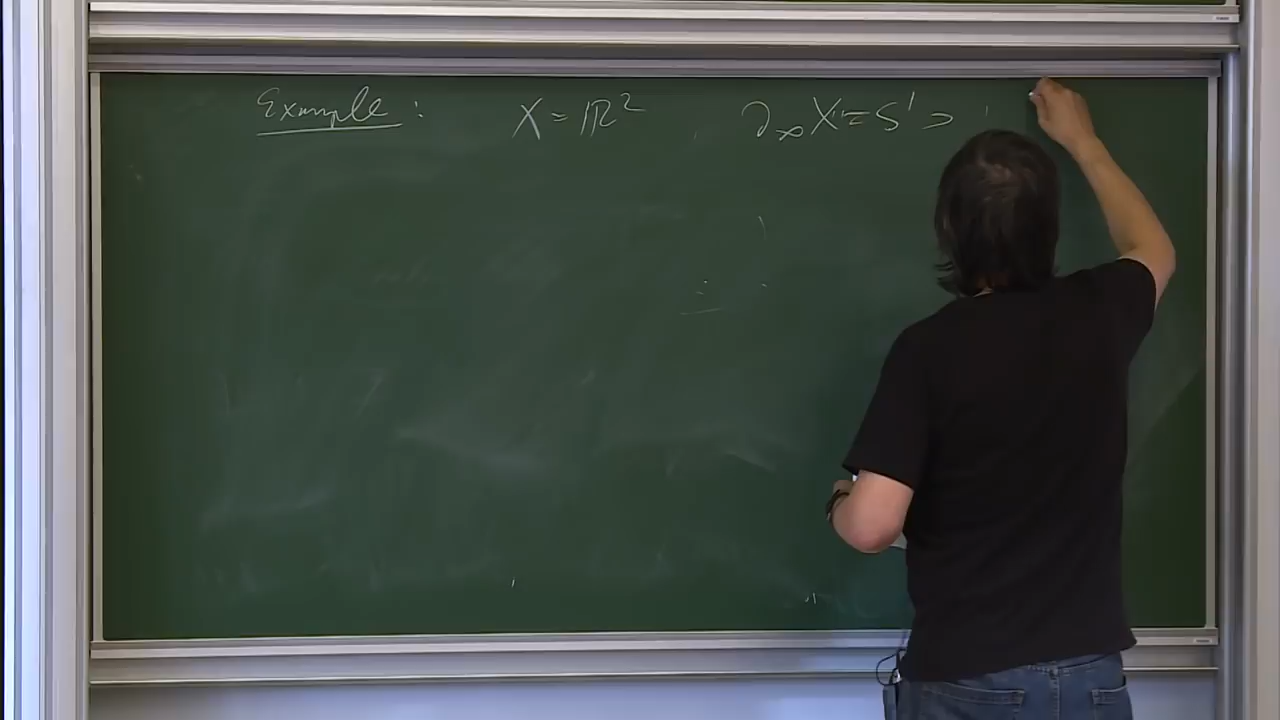 Example : X = ℝ² ∂∞X = S¹ ⊃